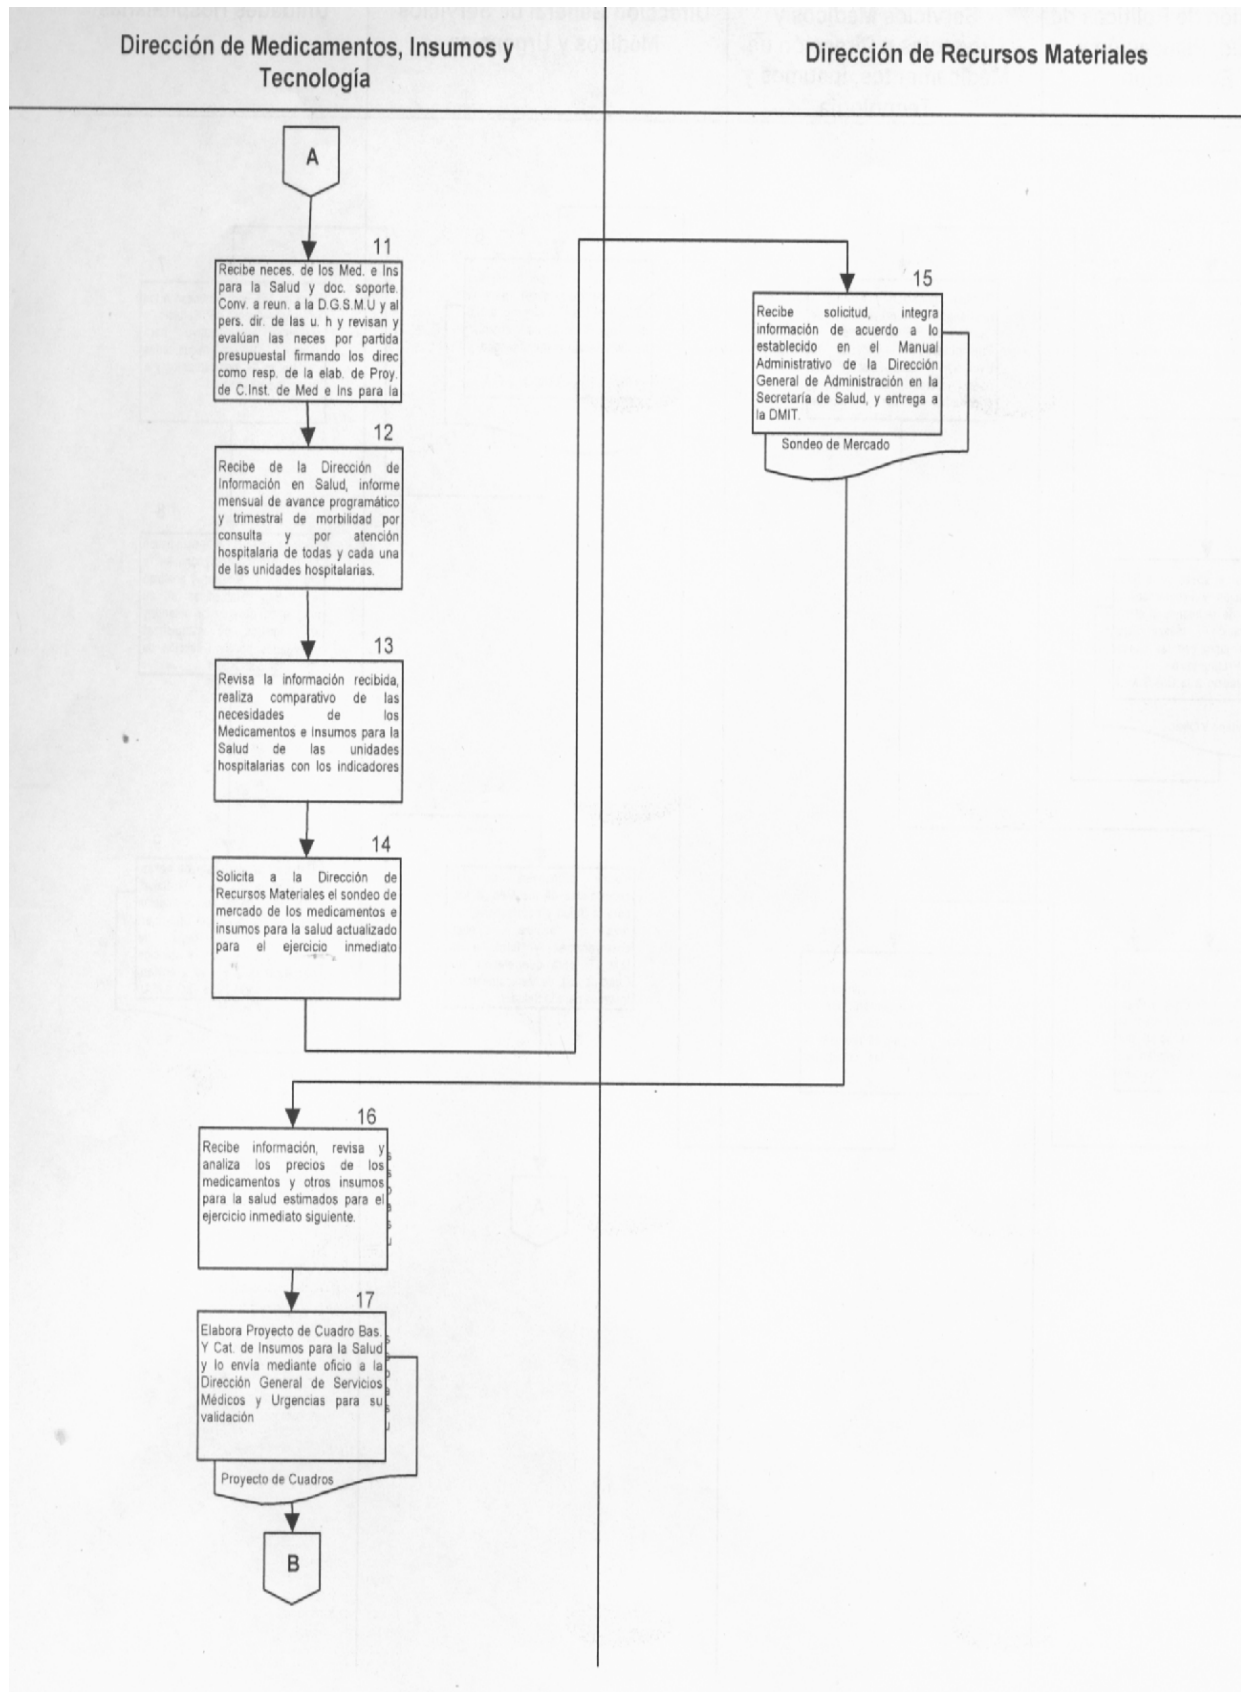 Dirección de Medicamentos, Insumos y
Tecnología
Dirección de Recursos Materiales
A
11
Recibe neces. de los Med. e Ins
para la Salud y doc. soporte.
Conv. a reun. a la D.G.S.M.U y al
pers. dir. de las u. h y revisan y
evalúan las neces por partida
presupuestal firmando los direc
como resp. de la elab. de Proy.
de C.Inst. de Med e Ins para la
12
Recibe de la Dirección de
Información en Salud, informe
mensual de avance programático
y trimestral de morbilidad por
consulta y por atención
hospitalaria de todas y cada una
de las unidades hospitalarias.
13
Revisa la información recibida,
realiza comparativo de las
necesidades de los
Medicamentos e Insumos para la
Salud de las unidades
hospitalarias con los indicadores
14
Solicita a la Dirección de
Recursos Materiales el sondeo de
mercado de los medicamentos e
insumos para la salud actualizado
para el ejercicio inmediato
15
Recibe solicitud, integra
información de acuerdo a lo
establecido en el Manual
Administrativo de la Dirección
General de Administración en la
Secretaría de Salud, y entrega a
la DMIT.
Sondeo de Mercado
16
Recibe información, revisa y
analiza los precios de los
medicamentos y otros insumos
para la salud estimados para el
ejercicio inmediato siguiente.
17
Elabora Proyecto de Cuadro Bas.
Y Cat. de Insumos para la Salud
y lo envía mediante oficio a la
Dirección General de Servicios
Médicos y Urgencias para su
validación
Proyecto de Cuadros
B